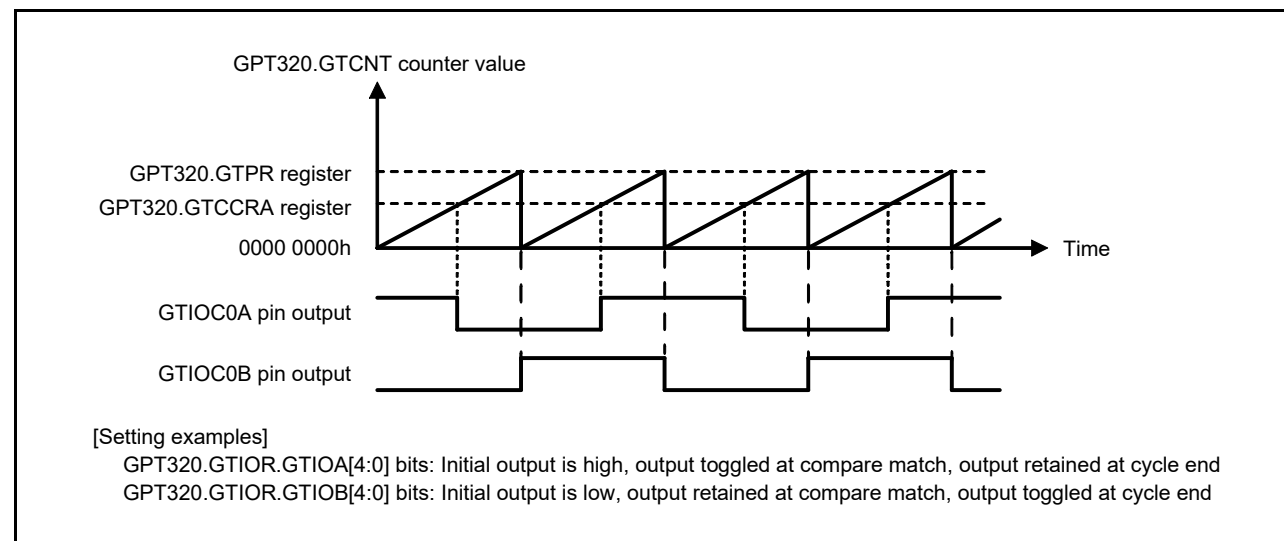 GPT320.GTCNT counter value
GPT320.GTPR register
GPT320.GTCCRA register
0000 0000h
Time
GTIOC0A pin output
GTIOC0B pin output
[Setting examples]
GPT320.GTIOR.GTIOA[4:0] bits: Initial output is high, output toggled at compare match, output retained at cycle end
GPT320.GTIOR.GTIOB[4:0] bits: Initial output is low, output retained at compare match, output toggled at cycle end